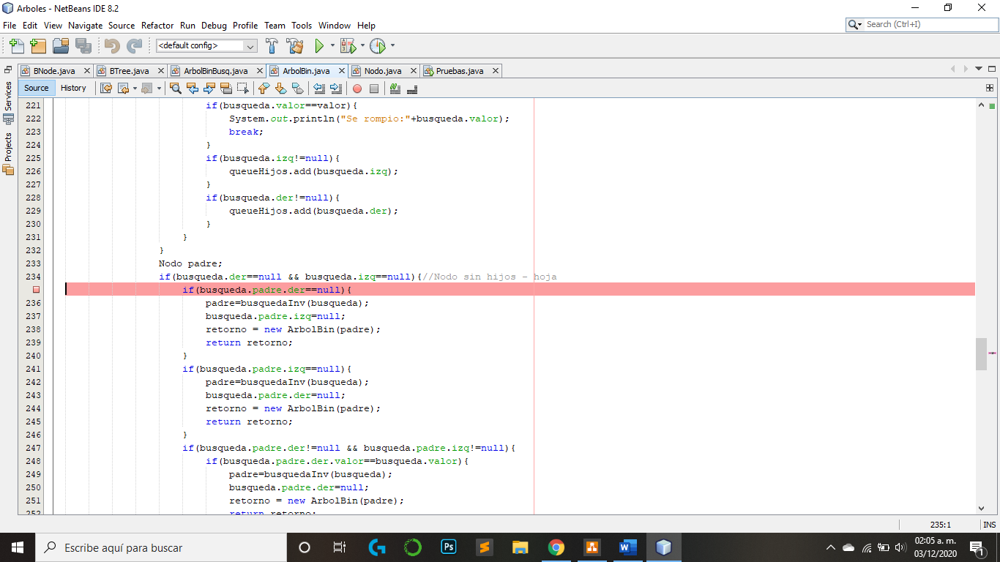 Arboles - NetBeans IDE 8.2
File Edit View Navigate Source Refactor Run Debug Profile Team Tools Window Help
Search (Ctrl+I)
<default config>
BNode.java BTree.java ArbolBinBusq.java ArbolBin.java Nodo.java Pruebas.java
Services
Projects
Source History
221 if(busqueda.valor==valor){
222 System.out.println("Se rompio:"+busqueda.valor);
223 break;
224 }
225 if(busqueda.izq!=null){
226 queueHijos.add(busqueda.izq);
227 }
228 if(busqueda.der!=null){
229 queueHijos.add(busqueda.der);
230 }
231 }
232 }
233 Nodo padre;
234 if(busqueda.der==null && busqueda.izq==null){//Nodo sin hijos - hoja
if(busqueda.padre.der==null){
236 padre=busquedaInv(busqueda);
237 busqueda.padre.izq=null;
238 retorno = new ArbolBin(padre);
239 return retorno;
240 }
241 if(busqueda.padre.izq==null){
242 padre=busquedaInv(busqueda);
243 busqueda.padre.der=null;
244 retorno = new ArbolBin(padre);
245 return retorno;
246 }
247 if(busqueda.padre.der!=null && busqueda.padre.izq!=null){
248 if(busqueda.padre.der.valor==busqueda.valor){
249 padre=busquedaInv(busqueda);
250 busqueda.padre.der=null;
251 retorno = new ArbolBin(padre);
252 return retorno;
235:1 INS
Escribe aquí para buscar
Ps
02:05 a. m.
03/12/2020
1